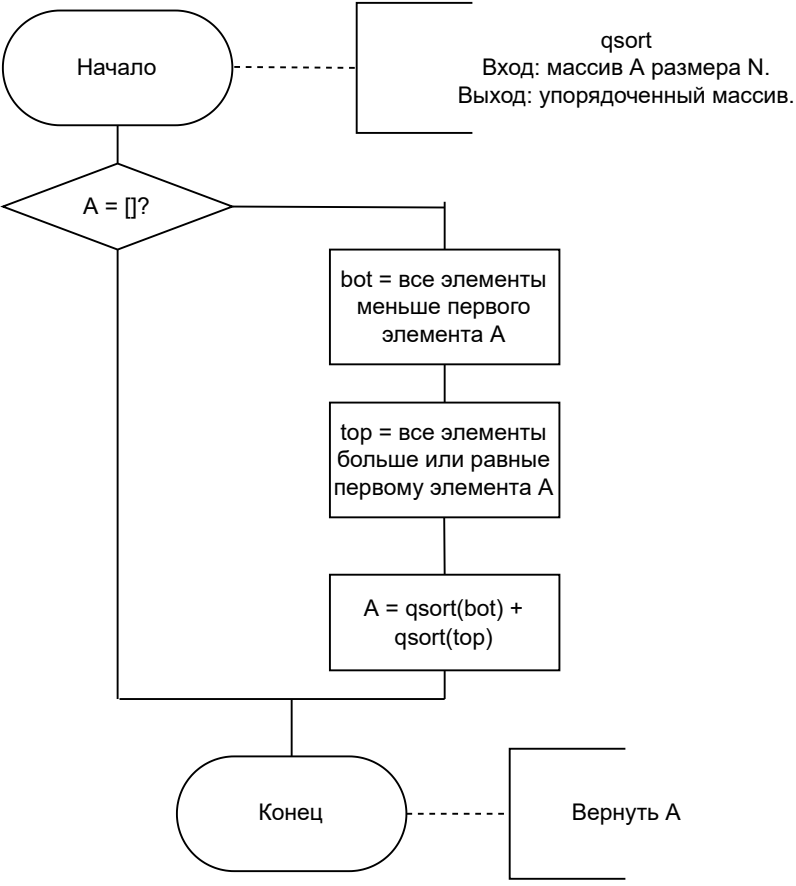 Начало
qsort
Вход: массив A размера N.
Выход: упорядоченный массив.
A = []?
bot = все элементы
меньше первого
элемента A
top = все элементы
больше или равные
первому элемента A
A = qsort(bot) +
qsort(top)
Конец
Вернуть A